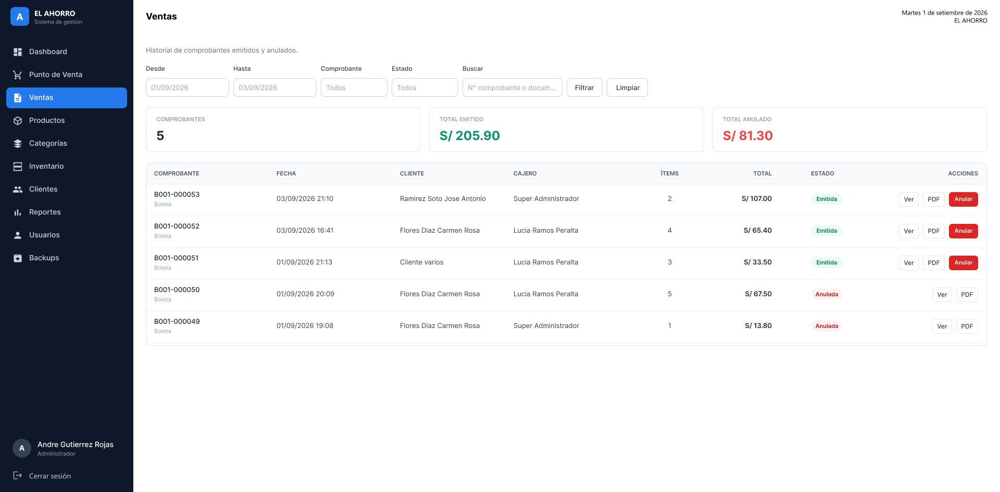 EL AHORRO
Sistema de gestión
A
Dashboard
Punto de Venta
Ventas
Productos
Categorías
Inventario
Clientes
Reportes
Usuarios
Backups
A
Andre Gutierrez Rojas
Administrador
Cerrar sesión
Ventas
Martes 1 de setiembre de 2026
EL AHORRO
Historial de comprobantes emitidos y anulados.
Desde Hasta Comprobante Estado Buscar
01/09/2026 03/09/2026 Todos Todos N° comprobante o docum... Filtrar Limpiar
COMPROBANTES
5
TOTAL EMITIDO
S/ 205.90
TOTAL ANULADO
S/ 81.30
COMPROBANTE FECHA CLIENTE CAJERO ÍTEMS TOTAL ESTADO ACCIONES
B001-000053 03/09/2026 21:10 Ramirez Soto Jose Antonio Super Administrador 2 S/ 107.00 Emitida Ver PDF Anular
Boleta
B001-000052 03/09/2026 16:41 Flores Diaz Carmen Rosa Lucia Ramos Peralta 4 S/ 65.40 Emitida Ver PDF Anular
Boleta
B001-000051 01/09/2026 21:13 Cliente varios Lucia Ramos Peralta 3 S/ 33.50 Emitida Ver PDF Anular
Boleta
B001-000050 01/09/2026 20:09 Flores Diaz Carmen Rosa Lucia Ramos Peralta 5 S/ 67.50 Anulada Ver PDF
Boleta
B001-000049 01/09/2026 19:08 Flores Diaz Carmen Rosa Super Administrador 1 S/ 13.80 Anulada Ver PDF
Boleta